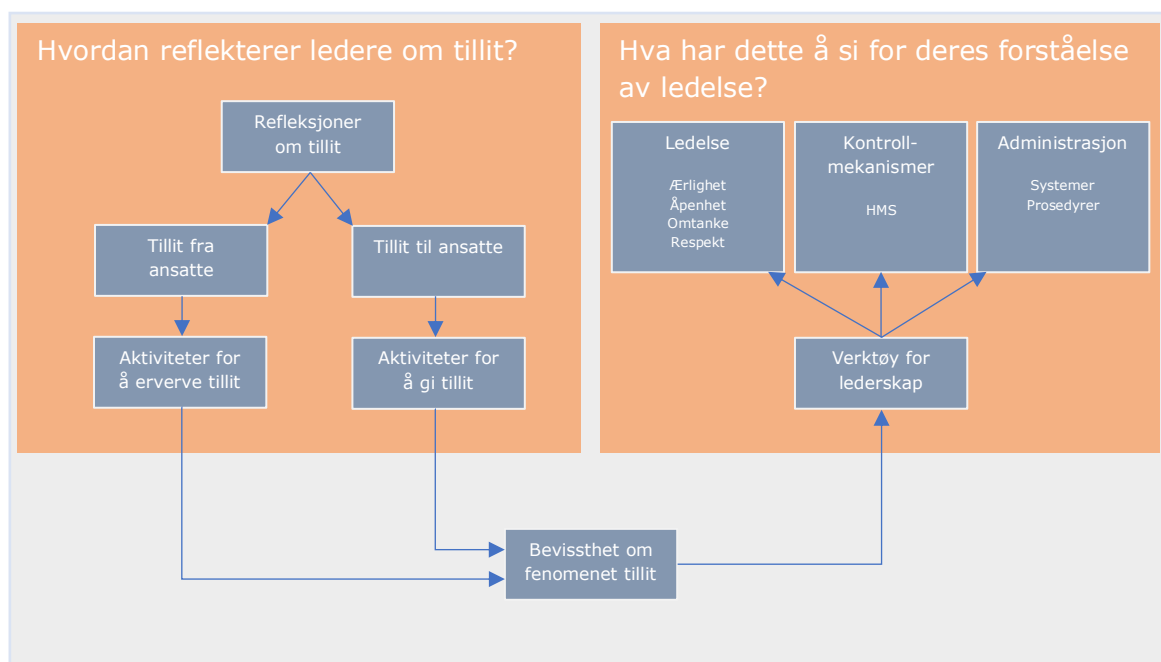 Hvordan reflekterer ledere om tillit?
Refleksjoner
om tillit
Tillit fra
ansatte
Tillit til ansatte
Aktiviteter for
å erverve tillit
Aktiviteter for
å gi tillit
Hva har dette å si for deres forståelse
av ledelse?
Ledelse
Ærlighet
Åpenhet
Omtanke
Respekt
Kontroll-
mekanismer
HMS
Administrasjon
Systemer
Prosedyrer
Verktøy for
lederskap
Bevissthet om
fenomenet tillit